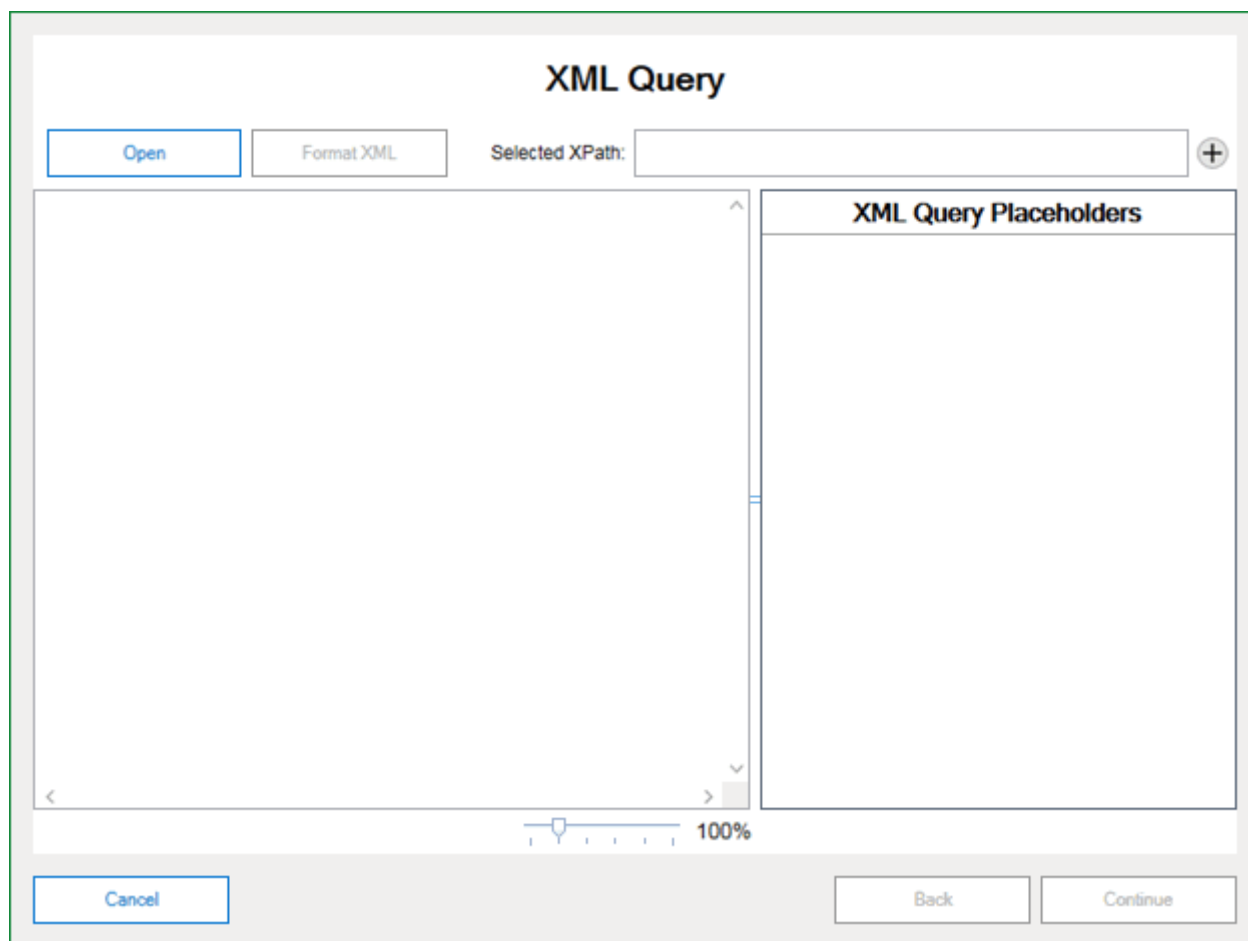 XML Query
Open
Format XML
Selected XPath:
XML Query Placeholders
100%
Cancel
Back
Continue